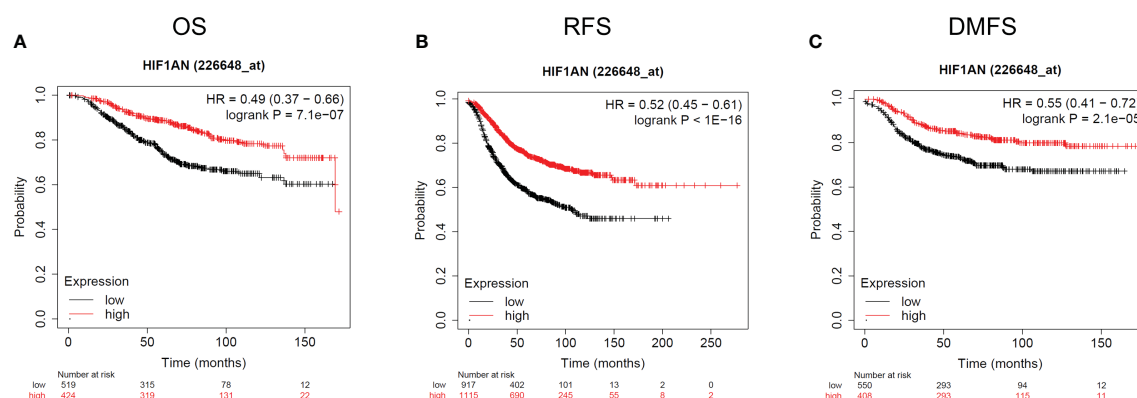 OS
RFS
DMFS
A
B
C
HIF1AN (226648_at)
HR = 0.49 (0.37 − 0.66)
logrank P = 7.1e−07
Probability
0.0 0.2 0.4 0.6 0.8 1.0
Expression
low
high
0 50 100 150
Time (months)
Number at risk
low 519 315 78 12
high 424 319 131 22
HIF1AN (226648_at)
HR = 0.52 (0.45 − 0.61)
logrank P < 1E−16
Probability
0.0 0.2 0.4 0.6 0.8 1.0
Expression
low
high
0 50 100 150 200 250
Time (months)
Number at risk
low 917 402 101 13 2 0
high 1115 690 245 55 8 2
HIF1AN (226648_at)
HR = 0.55 (0.41 − 0.72
logrank P = 2.1e−05
Probability
0.0 0.2 0.4 0.6 0.8 1.0
Expression
low
high
0 50 100 150
Time (months)
Number at risk
low 550 293 94 12
high 408 293 115 11